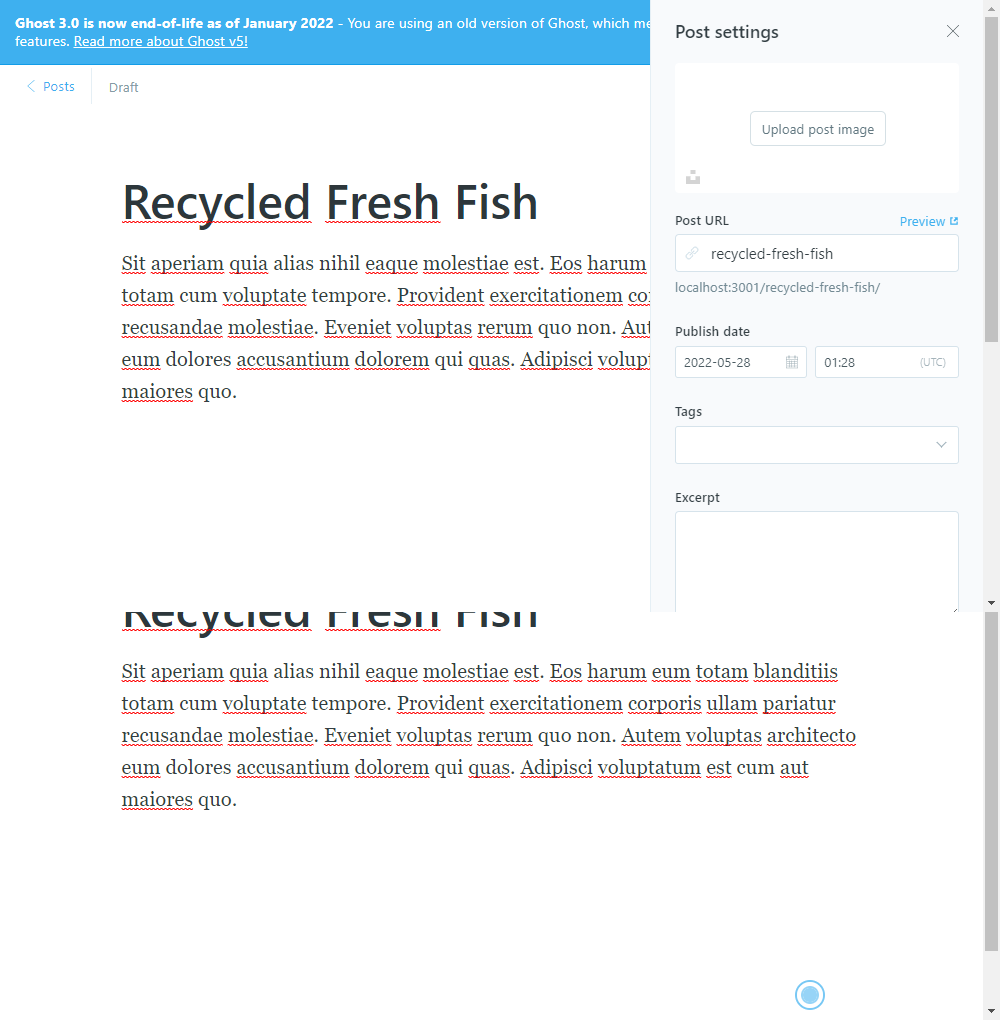 Ghost 3.0 is now end-of-life as of January 2022 - You are using an old version of Ghost, which
features. Read more about Ghost v5!
Posts
Draft
Recycled Fresh Fish
Sit aperiam quia alias nihil eaque molestiae est. Eos harum
totam cum voluptate tempore. Provident exercitationem
recusandae molestiae. Eveniet voluptas rerum quo non.
eum dolores accusantium dolorem qui quas. Adipisci
maiores quo.
Post settings
Upload post image
Post URL
Preview
recycled-fresh-fish
localhost:3001/recycled-fresh-fish/
Publish date
2022-05-28
01:28
(UTC)
Tags
Excerpt
Recycled Fresh Fish
Sit aperiam quia alias nihil eaque molestiae est. Eos harum eum totam blanditiis
totam cum voluptate tempore. Provident exercitationem corporis ullam pariatur
recusandae molestiae. Eveniet voluptas rerum quo non. Autem voluptas architecto
eum dolores accusantium dolorem qui quas. Adipisci voluptatum est cum aut
maiores quo.